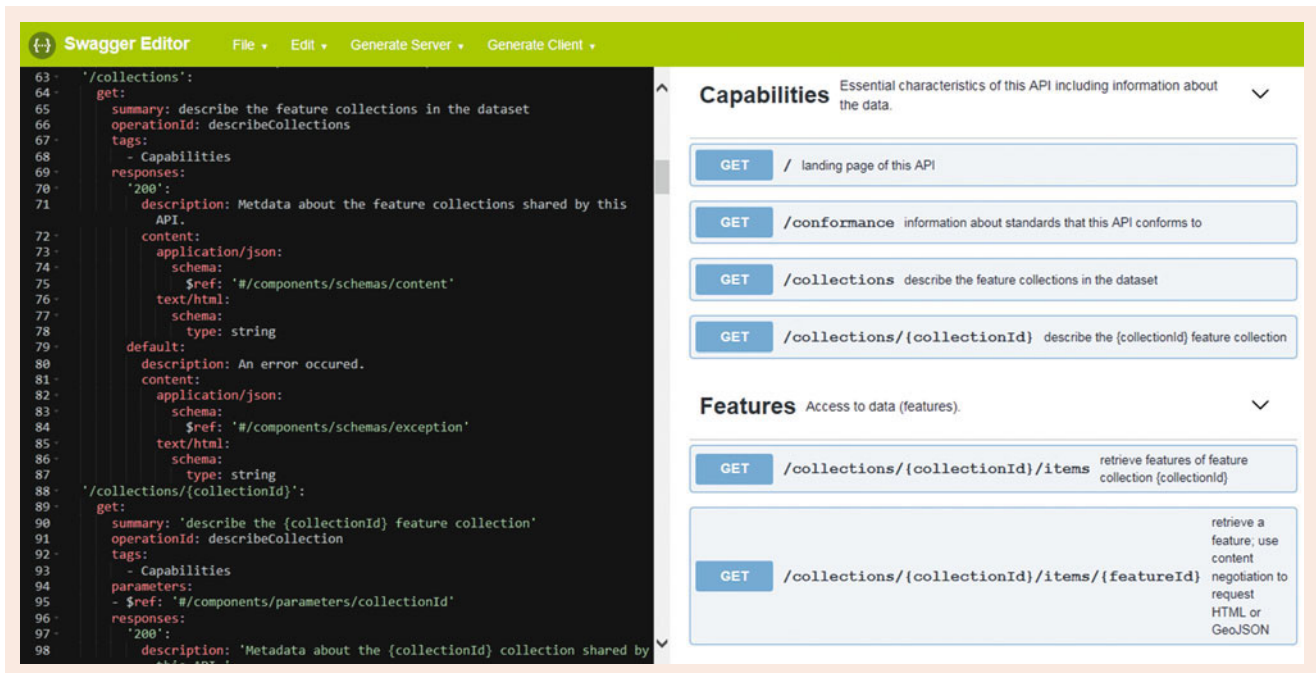 Swagger Editor File Edit Generate Server Generate Client
63 '/collections':
64 get:
65 summary: describe the feature collections in the dataset
66 operationId: describeCollections
67 tags:
68 - Capabilities
69 responses:
70 '200':
71 description: Metdata about the feature collections shared by this
API.
72 content:
73 application/json:
74 schema:
75 $ref: '#/components/schemas/content'
76 text/html:
77 schema:
78 type: string
79 default:
80 description: An error occured.
81 content:
82 application/json:
83 schema:
84 $ref: '#/components/schemas/exception'
85 text/html:
86 schema:
87 type: string
88 '/collections/{collectionId}':
89 get:
90 summary: 'describe the {collectionId} feature collection'
91 operationId: describeCollection
92 tags:
93 - Capabilities
94 parameters:
95 - $ref: '#/components/parameters/collectionId'
96 responses:
97 '200':
98 description: 'Metadata about the {collectionId} collection shared by
Capabilities Essential characteristics of this API including information about
the data.
GET / landing page of this API
GET /conformance information about standards that this API conforms to
GET /collections describe the feature collections in the dataset
GET /collections/{collectionId} describe the {collectionId} feature collection
Features Access to data (features).
GET /collections/{collectionId}/items retrieve features of feature
collection {collectionId}
GET /collections/{collectionId}/items/{featureId} retrieve a
feature; use
content
negotiation to
request
HTML or
GeoJSON